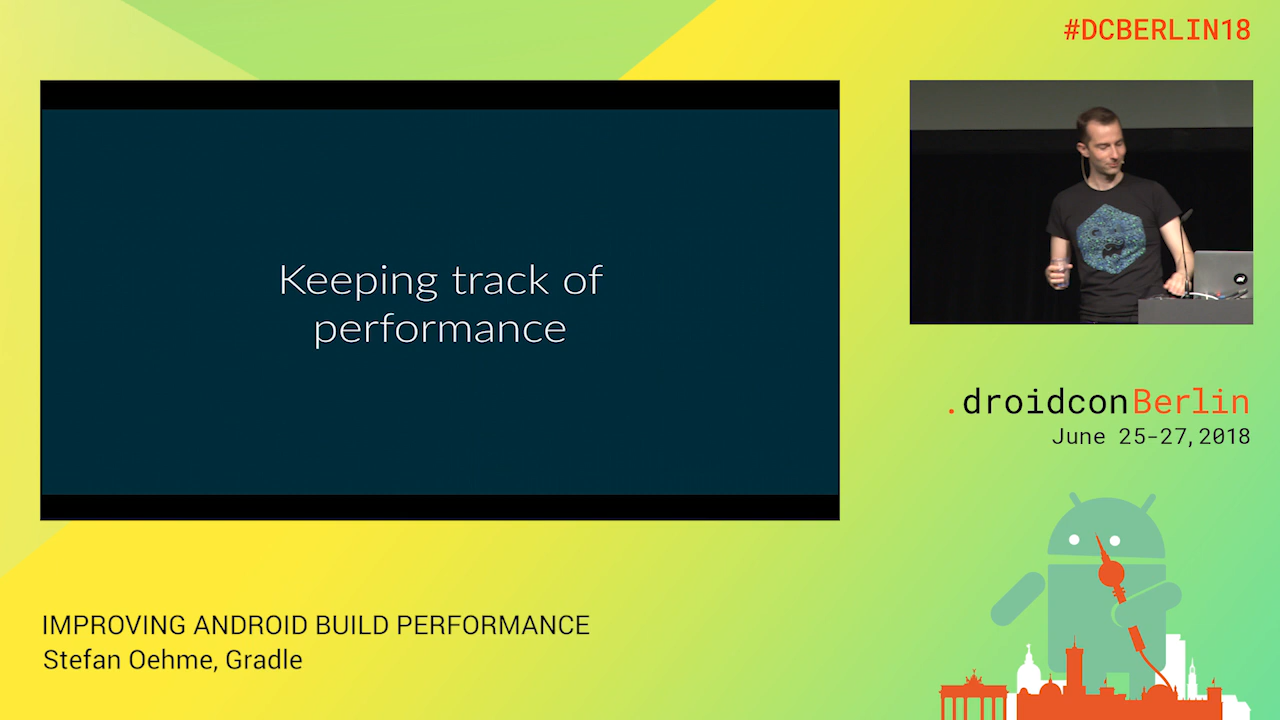 #DCBERLIN18
Keeping track of
performance
.droidconBerlin
June 25-27,2018
IMPROVING ANDROID BUILD PERFORMANCE
Stefan Oehme, Gradle